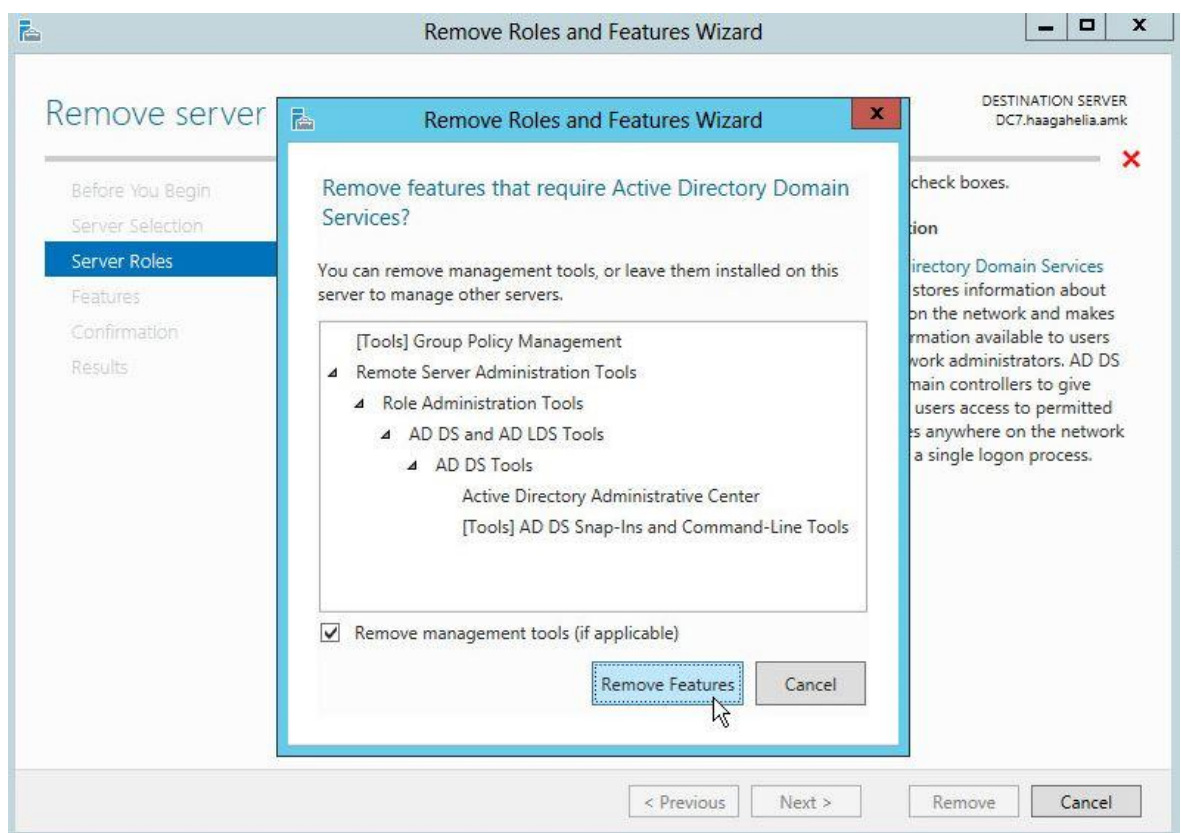 Remove Roles and Features Wizard
Remove server
DESTINATION SERVER
DC7.haagahelia.amk
Before You Begin
Server Selection
Server Roles
Features
Confirmation
Results
Remove Roles and Features Wizard
x
Remove features that require Active Directory Domain
Services?
You can remove management tools, or leave them installed on this
server to manage other servers.
[Tools] Group Policy Management
Remote Server Administration Tools
Role Administration Tools
AD DS and AD LDS Tools
AD DS Tools
Active Directory Administrative Center
[Tools] AD DS Snap-Ins and Command-Line Tools
Remove management tools (if applicable)
Remove Features
Cancel
check boxes.
tion
irectory Domain Services
stores information about
on the network and makes
rmation available to users
work administrators. AD DS
main controllers to give
users access to permitted
es anywhere on the network
a single logon process.
< Previous
Next >
Remove
Cancel